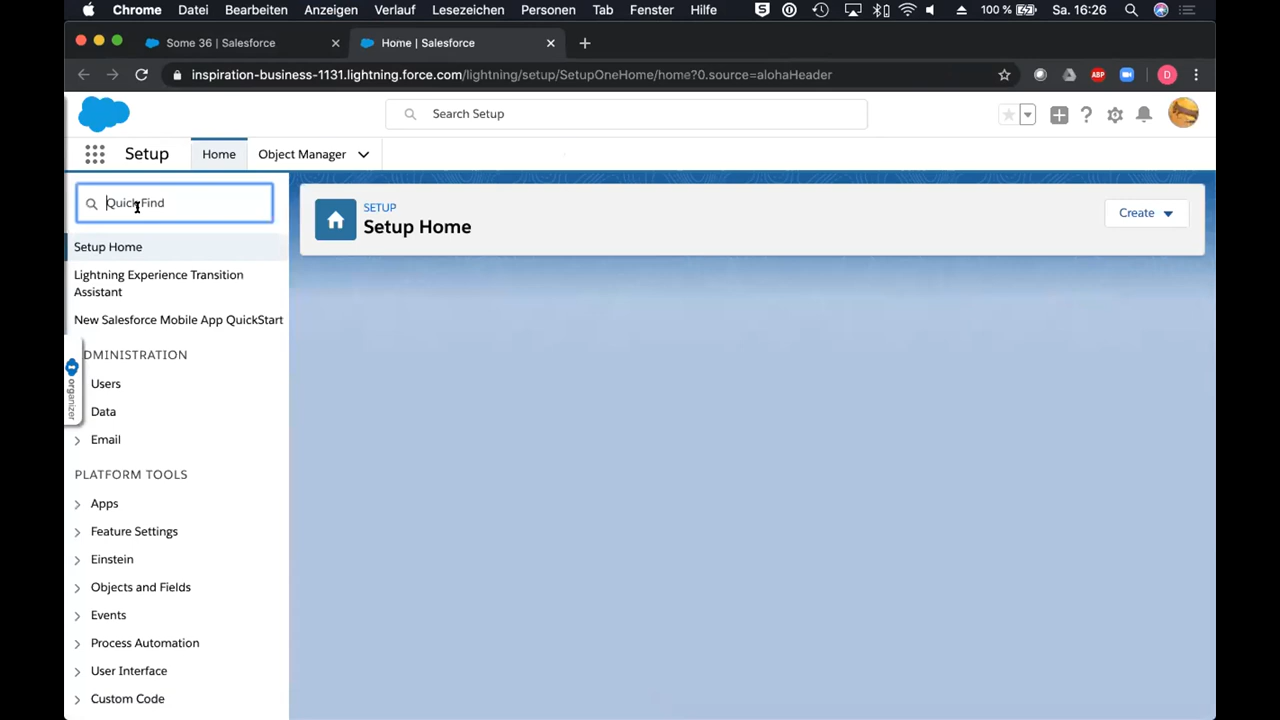 Chrome Datei Bearbeiten Anzeigen Verlauf Lesezeichen Personen Tab Fenster Hilfe 100 % Sa. 16:26
Some 36 | Salesforce Home | Salesforce
inspiration-business-1131.lightning.force.com/lightning/setup/SetupOneHome/home?0.source=alohaHeader ABP D
Search Setup
Setup Home Object Manager
Quick Find
SETUP
Setup Home
Create
Setup Home
Lightning Experience Transition
Assistant
New Salesforce Mobile App QuickStart
DMINISTRATION
Users
Data
Email
organizer
PLATFORM TOOLS
Apps
Feature Settings
Einstein
Objects and Fields
Events
Process Automation
User Interface
Custom Code